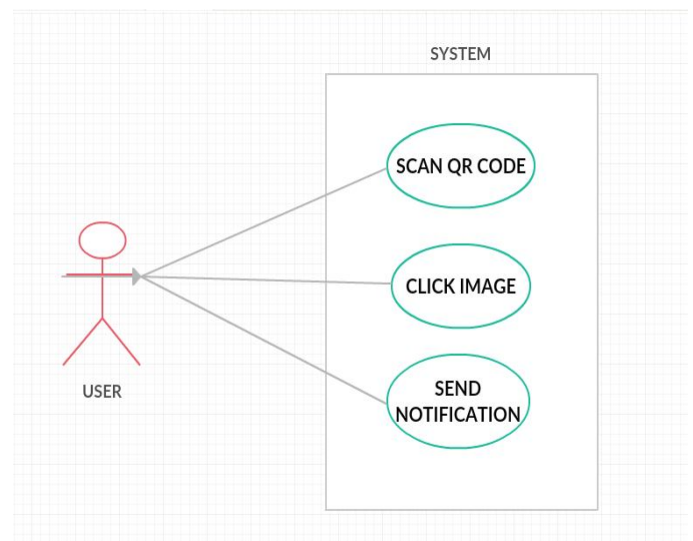 SYSTEM
SCAN QR CODE
CLICK IMAGE
SEND
NOTIFICATION
USER